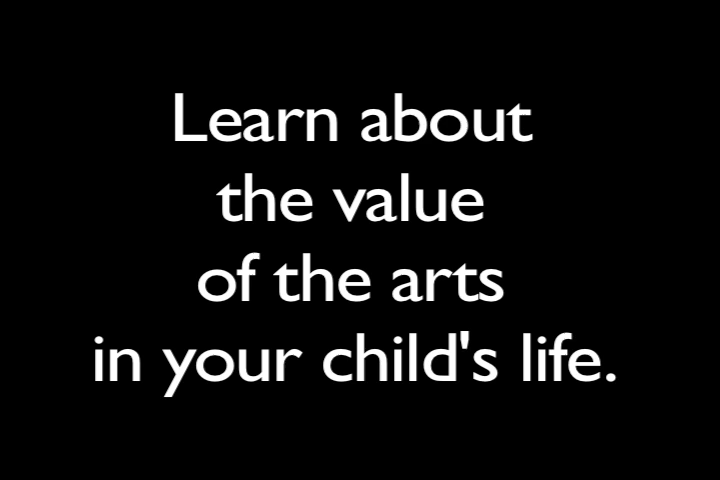 Learn about
the value
of the arts
in your child's life.